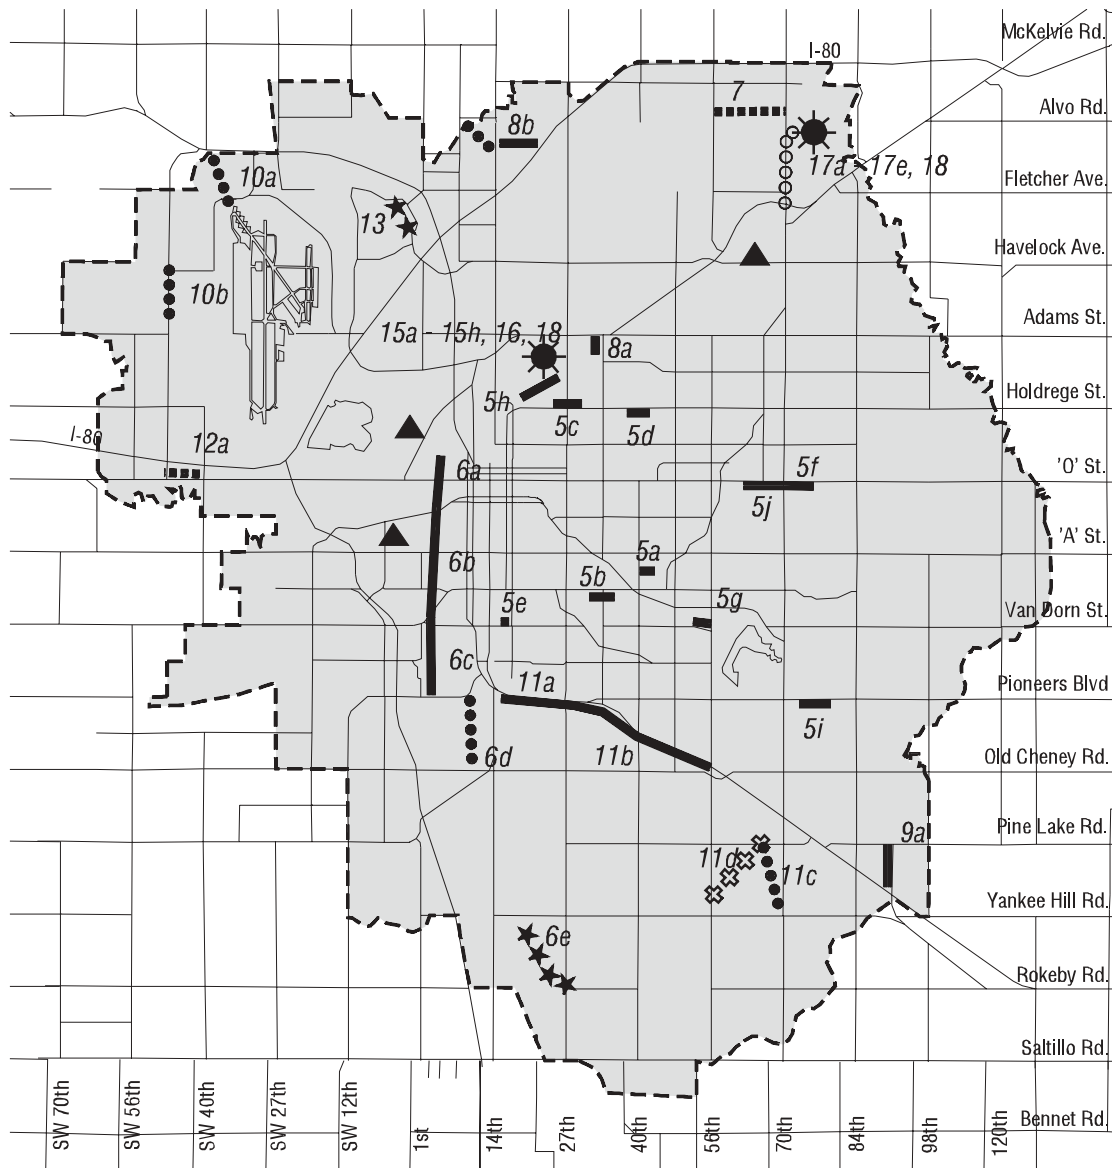 McKelvie Rd.
I-80
7
Alvo Rd.
8b
17a
17e, 18
10a
Fletcher Ave.
13
Havelock Ave.
10b
Adams St.
15a - 15h, 16, 18
8a
Holdrege St.
5h
5c
5d
I-80
12a
6a
5f
'O' St.
5j
'A' St.
6b
5a
5b
5e
5g
Van Dorn St.
6c
11a
Pioneers Blvd
5i
6d
11b
Old Cheney Rd.
Pine Lake Rd.
9a
11d
11c
Yankee Hill Rd.
6e
Rokeby Rd.
Saltillo Rd.
Bennet Rd.
SW 70th
SW 56th
SW 40th
SW 27th
SW 12th
1st
14th
27th
40th
56th
70th
84th
98th
120th